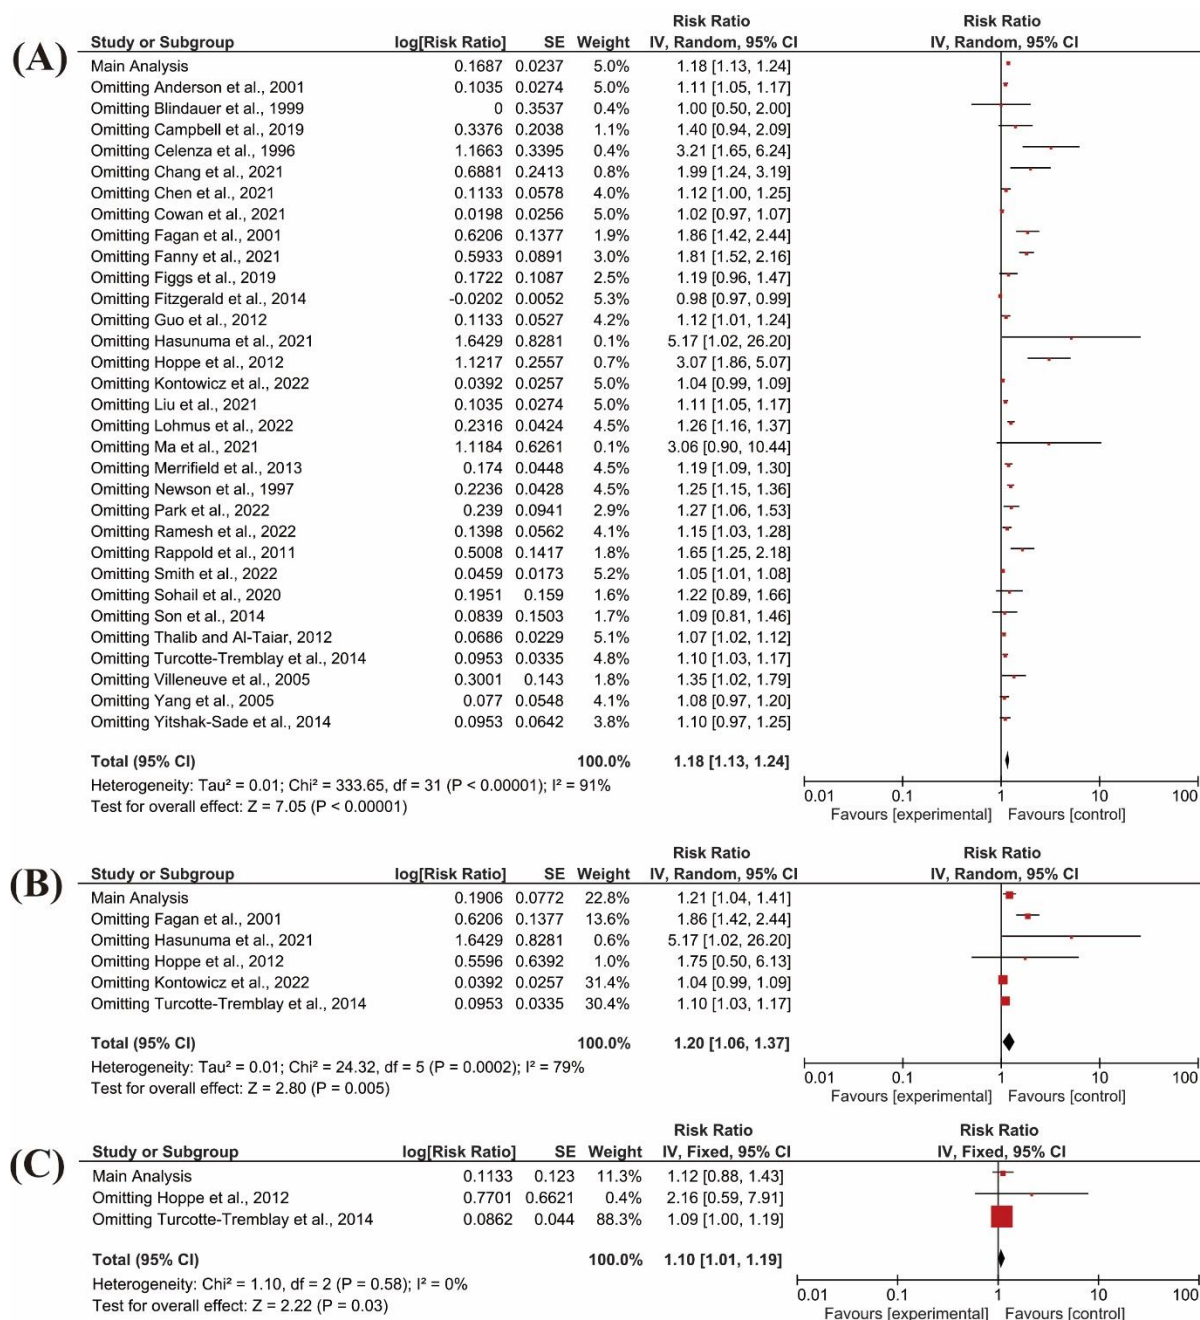 (A)
Risk Ratio Risk Ratio
Study or Subgroup log[Risk Ratio] SE Weight IV, Random, 95% CI IV, Random, 95% CI
Main Analysis 0.1687 0.0237 5.0% 1.18 [1.13, 1.24]
Omitting Anderson et al., 2001 0.1035 0.0274 5.0% 1.11 [1.05, 1.17]
Omitting Blindauer et al., 1999 0 0.3537 0.4% 1.00 [0.50, 2.00]
Omitting Campbell et al., 2019 0.3376 0.2038 1.1% 1.40 [0.94, 2.09]
Omitting Celenza et al., 1996 1.1663 0.3395 0.4% 3.21 [1.65, 6.24]
Omitting Chang et al., 2021 0.6881 0.2413 0.8% 1.99 [1.24, 3.19]
Omitting Chen et al., 2021 0.1133 0.0578 4.0% 1.12 [1.00, 1.25]
Omitting Cowan et al., 2021 0.0198 0.0256 5.0% 1.02 [0.97, 1.07]
Omitting Fagan et al., 2001 0.6206 0.1377 1.9% 1.86 [1.42, 2.44]
Omitting Fanny et al., 2021 0.5933 0.0891 3.0% 1.81 [1.52, 2.16]
Omitting Figgs et al., 2019 0.1722 0.1087 2.5% 1.19 [0.96, 1.47]
Omitting Fitzgerald et al., 2014 -0.0202 0.0052 5.3% 0.98 [0.97, 0.99]
Omitting Guo et al., 2012 0.1133 0.0527 4.2% 1.12 [1.01, 1.24]
Omitting Hasunuma et al., 2021 1.6429 0.8281 0.1% 5.17 [1.02, 26.20]
Omitting Hoppe et al., 2012 1.1217 0.2557 0.7% 3.07 [1.86, 5.07]
Omitting Kontowicz et al., 2022 0.0392 0.0257 5.0% 1.04 [0.99, 1.09]
Omitting Liu et al., 2021 0.1035 0.0274 5.0% 1.11 [1.05, 1.17]
Omitting Lohmus et al., 2022 0.2316 0.0424 4.5% 1.26 [1.16, 1.37]
Omitting Ma et al., 2021 1.1184 0.6261 0.1% 3.06 [0.90, 10.44]
Omitting Merrifield et al., 2013 0.174 0.0448 4.5% 1.19 [1.09, 1.30]
Omitting Newson et al., 1997 0.2236 0.0428 4.5% 1.25 [1.15, 1.36]
Omitting Park et al., 2022 0.239 0.0941 2.9% 1.27 [1.06, 1.53]
Omitting Ramesh et al., 2022 0.1398 0.0562 4.1% 1.15 [1.03, 1.28]
Omitting Rappold et al., 2011 0.5008 0.1417 1.8% 1.65 [1.25, 2.18]
Omitting Smith et al., 2022 0.0459 0.0173 5.2% 1.05 [1.01, 1.08]
Omitting Sohail et al., 2020 0.1951 0.159 1.6% 1.22 [0.89, 1.66]
Omitting Son et al., 2014 0.0839 0.1503 1.7% 1.09 [0.81, 1.46]
Omitting Thalib and Al-Taiar, 2012 0.0686 0.0229 5.1% 1.07 [1.02, 1.12]
Omitting Turcotte-Tremblay et al., 2014 0.0953 0.0335 4.8% 1.10 [1.03, 1.17]
Omitting Villeneuve et al., 2005 0.3001 0.143 1.8% 1.35 [1.02, 1.79]
Omitting Yang et al., 2005 0.077 0.0548 4.1% 1.08 [0.97, 1.20]
Omitting Yitshak-Sade et al., 2014 0.0953 0.0642 3.8% 1.10 [0.97, 1.25]
Total (95% CI) 100.0% 1.18 [1.13, 1.24]
Heterogeneity: Tau² = 0.01; Chi² = 333.65, df = 31 (P < 0.00001); I² = 91%
Test for overall effect: Z = 7.05 (P < 0.00001)
0.01 0.1 1 10 100
Favours [experimental] Favours [control]
(B)
Risk Ratio Risk Ratio
Study or Subgroup log[Risk Ratio] SE Weight IV, Random, 95% CI IV, Random, 95% CI
Main Analysis 0.1906 0.0772 22.8% 1.21 [1.04, 1.41]
Omitting Fagan et al., 2001 0.6206 0.1377 13.6% 1.86 [1.42, 2.44]
Omitting Hasunuma et al., 2021 1.6429 0.8281 0.6% 5.17 [1.02, 26.20]
Omitting Hoppe et al., 2012 0.5596 0.6392 1.0% 1.75 [0.50, 6.13]
Omitting Kontowicz et al., 2022 0.0392 0.0257 31.4% 1.04 [0.99, 1.09]
Omitting Turcotte-Tremblay et al., 2014 0.0953 0.0335 30.4% 1.10 [1.03, 1.17]
Total (95% CI) 100.0% 1.20 [1.06, 1.37]
Heterogeneity: Tau² = 0.01; Chi² = 24.32, df = 5 (P = 0.0002); I² = 79%
Test for overall effect: Z = 2.80 (P = 0.005)
0.01 0.1 1 10 100
Favours [experimental] Favours [control]
(C)
Risk Ratio Risk Ratio
Study or Subgroup log[Risk Ratio] SE Weight IV, Fixed, 95% CI IV, Fixed, 95% CI
Main Analysis 0.1133 0.123 11.3% 1.12 [0.88, 1.43]
Omitting Hoppe et al., 2012 0.7701 0.6621 0.4% 2.16 [0.59, 7.91]
Omitting Turcotte-Tremblay et al., 2014 0.0862 0.044 88.3% 1.09 [1.00, 1.19]
Total (95% CI) 100.0% 1.10 [1.01, 1.19]
Heterogeneity: Chi² = 1.10, df = 2 (P = 0.58); I² = 0%
Test for overall effect: Z = 2.22 (P = 0.03)
0.01 0.1 1 10 100
Favours [experimental] Favours [control]